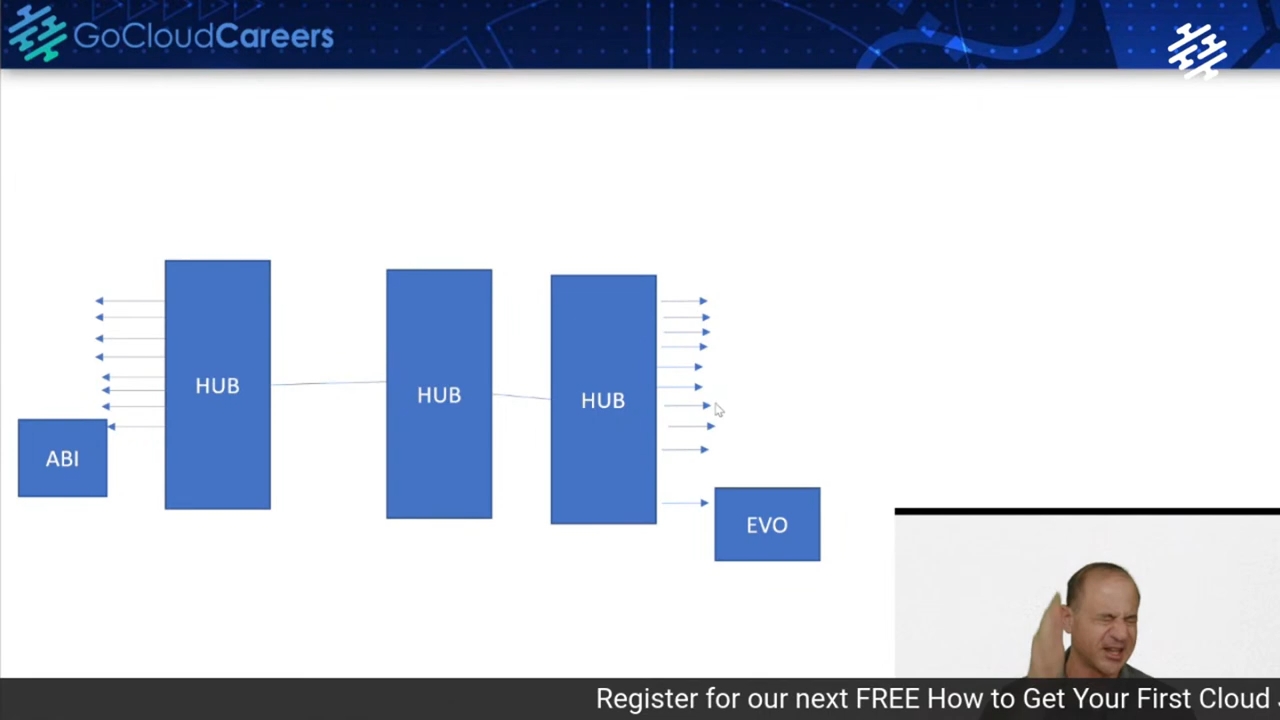 GoCloudCareers
HUB
HUB
HUB
ABI
EVO
Register for our next FREE How to Get Your First Cloud